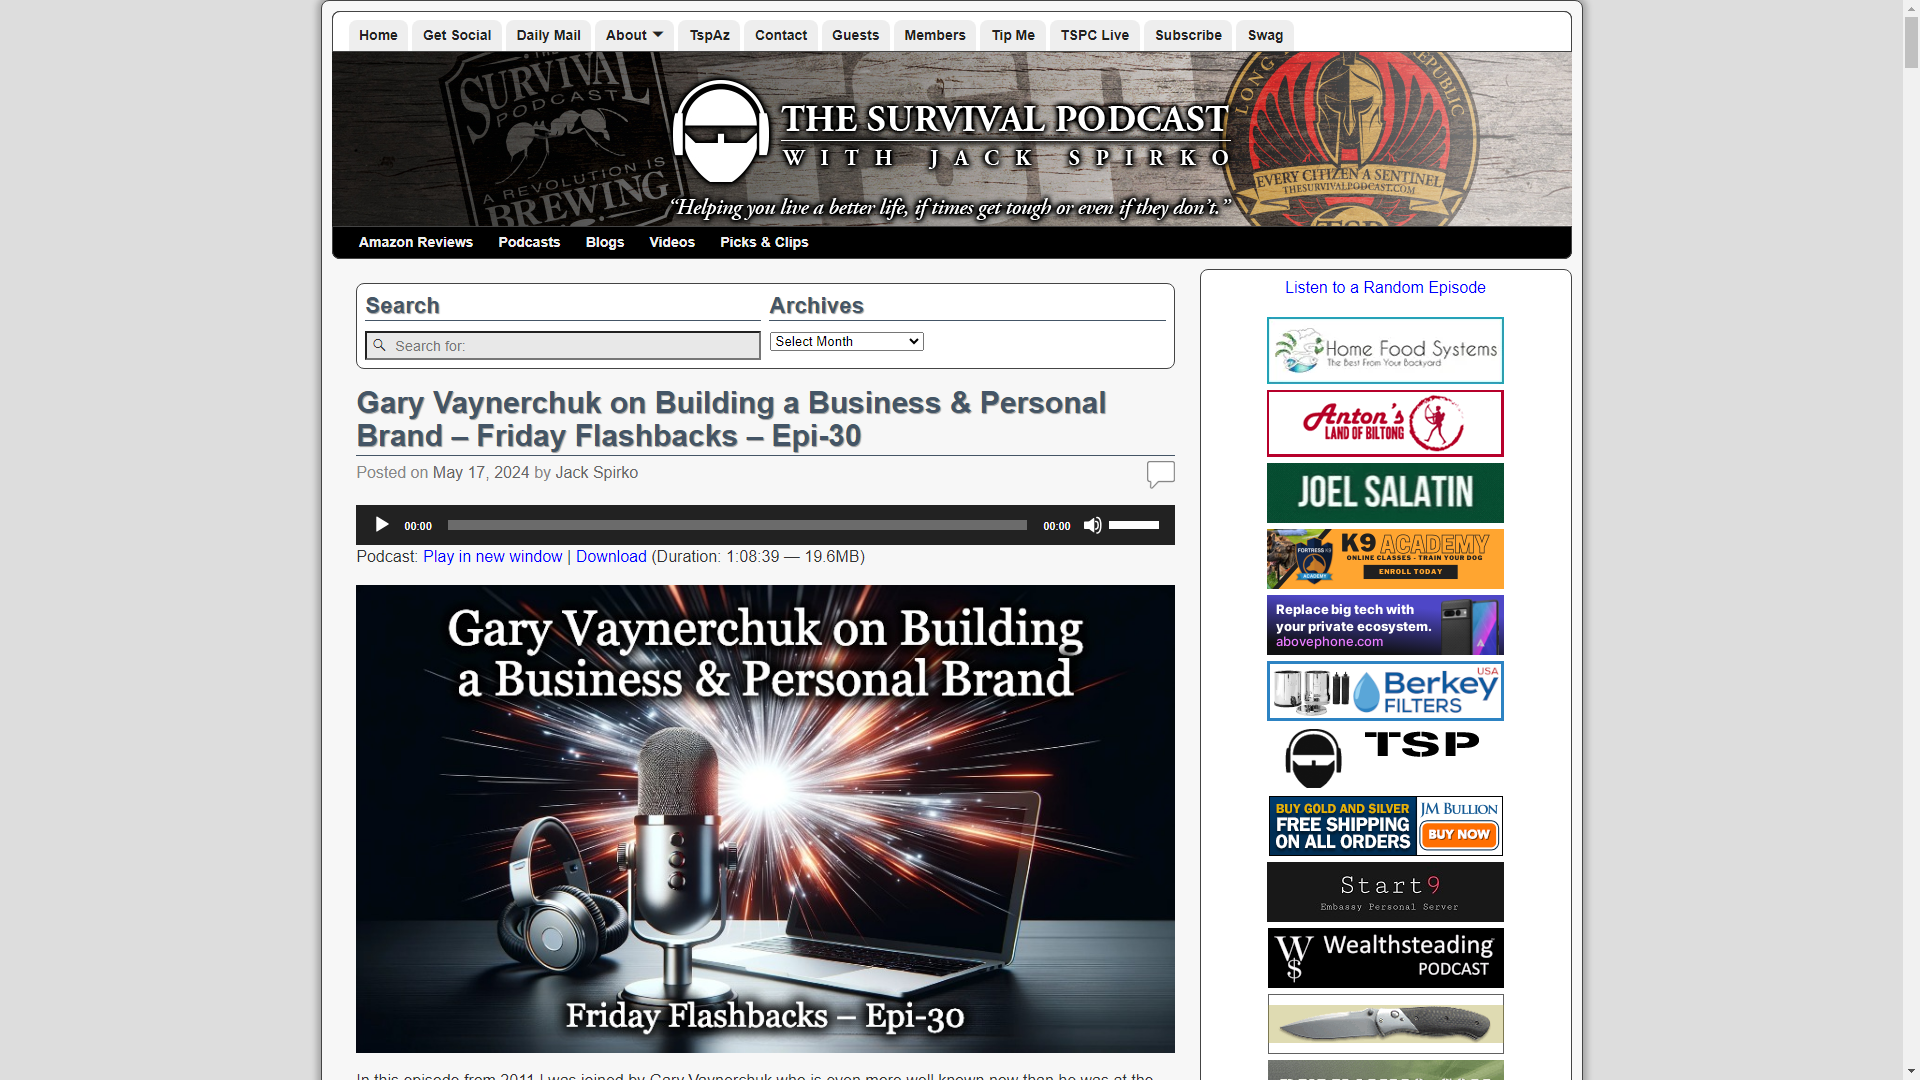 Home Get Social Daily Mail About TspAz Contact Guests Members Tip Me TSPC Live Subscribe Swag
SURVIVAL
PODCAST
A REVOLUTION IS
BREWING
THE SURVIVAL PODCAST
WITH JACK SPIRKO
“Helping you live a better life, if times get tough or even if they don’t.”
LONG
REPUBLIC
EVERY CITIZEN A SENTINEL
THESURVIVALPODCAST.COM
TSP
Amazon Reviews Podcasts Blogs Videos Picks & Clips
Search
Search for:
Archives
Select Month
Gary Vaynerchuk on Building a Business & Personal
Brand – Friday Flashbacks – Epi-30
Posted on May 17, 2024 by Jack Spirko
00:00 00:00
Podcast: Play in new window | Download (Duration: 1:08:39 — 19.6MB)
Gary Vaynerchuk on Building
a Business & Personal Brand
Friday Flashbacks – Epi-30
In this episode from 2011 I was joined by Gary Vaynerchuk who is even more well known now than he was at the
Listen to a Random Episode
Home Food Systems
The Best From Your Backyard
Anton's
LAND OF BILTONG
JOEL SALATIN
FORTRESS K9
ACADEMY
K9 ACADEMY
ONLINE CLASSES - TRAIN YOUR DOG
ENROLL TODAY
Replace big tech with
your private ecosystem.
abovephone.com
USA
Berkey
FILTERS
TSP
BUY GOLD AND SILVER
FREE SHIPPING
ON ALL ORDERS
JM BULLION
BUY NOW
Start9
Embassy Personal Server
Wealthsteading
PODCAST